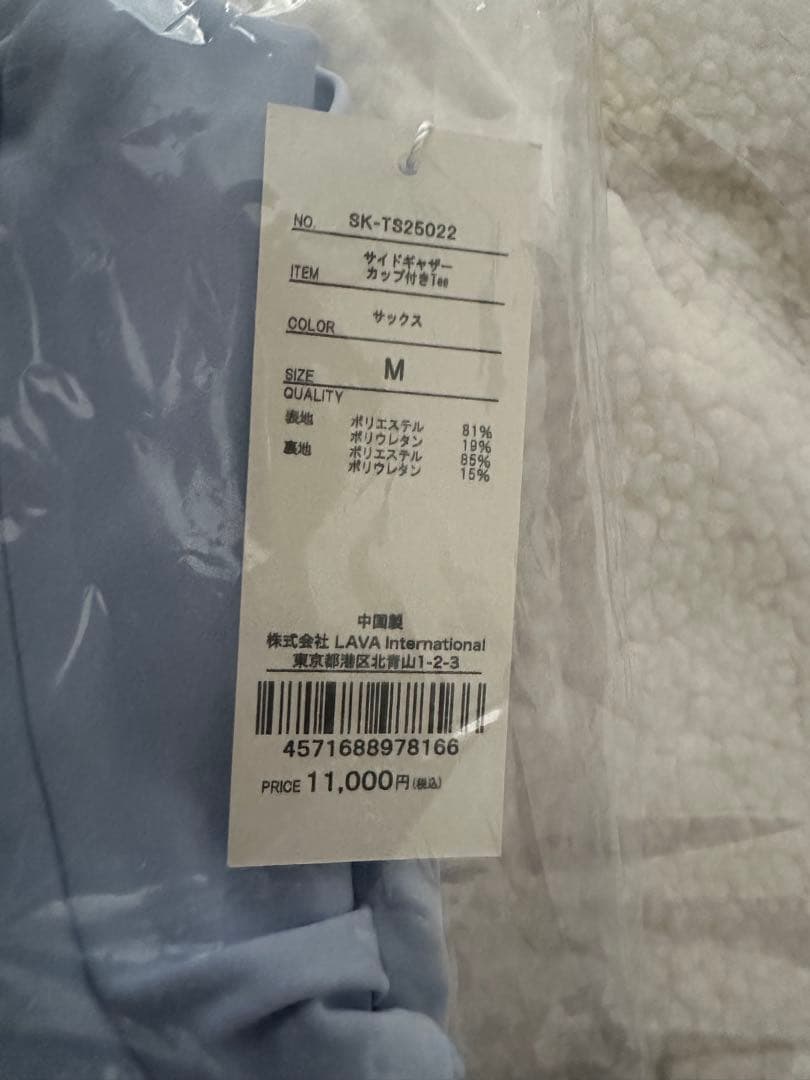 NO. SK-TS25022
ITEM サイドギャザー
カップ付きTee
COLOR サックス
SIZE M
QUALITY
表地 ポリエステル 81%
ポリウレタン 19%
裏地 ポリエステル 85%
ポリウレタン 15%
中国製
株式会社 LAVA International
東京都港区北青山1-2-3
4571688978166
PRICE 11,000円(税込)